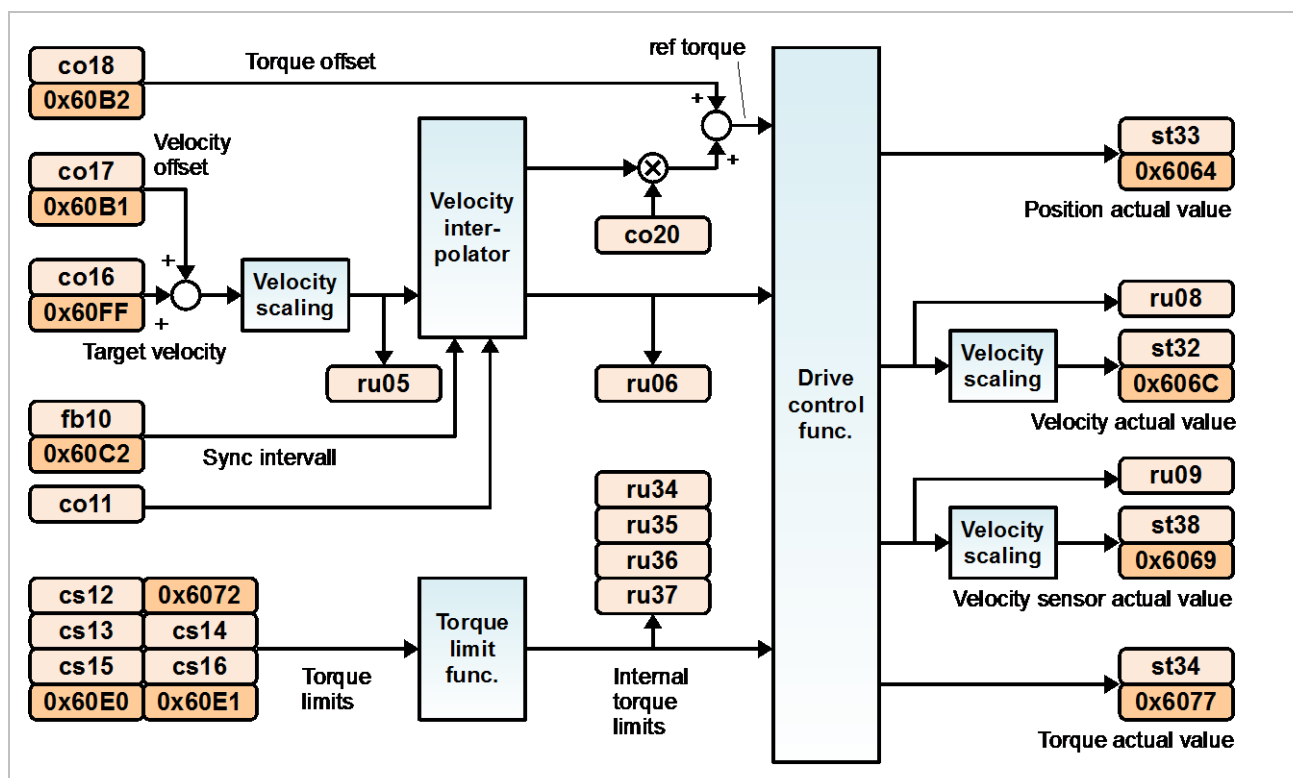 co18
0x60B2
Torque offset
ref torque
+
+
co17
0x60B1
Velocity
offset
+
co16
0x60FF
+
Target velocity
Velocity
scaling
ru05
Velocity
inter-
polator
co20
ru06
fb10
0x60C2
Sync intervall
co11
cs12
0x6072
cs13
cs14
cs15
cs16
0x60E0
0x60E1
Torque
limits
Torque
limit
func.
ru34
ru35
ru36
ru37
Internal
torque
limits
Drive
control
func.
st33
0x6064
Position actual value
ru08
Velocity
scaling
st32
0x606C
Velocity actual value
ru09
Velocity
scaling
st38
0x6069
Velocity sensor actual value
st34
0x6077
Torque actual value